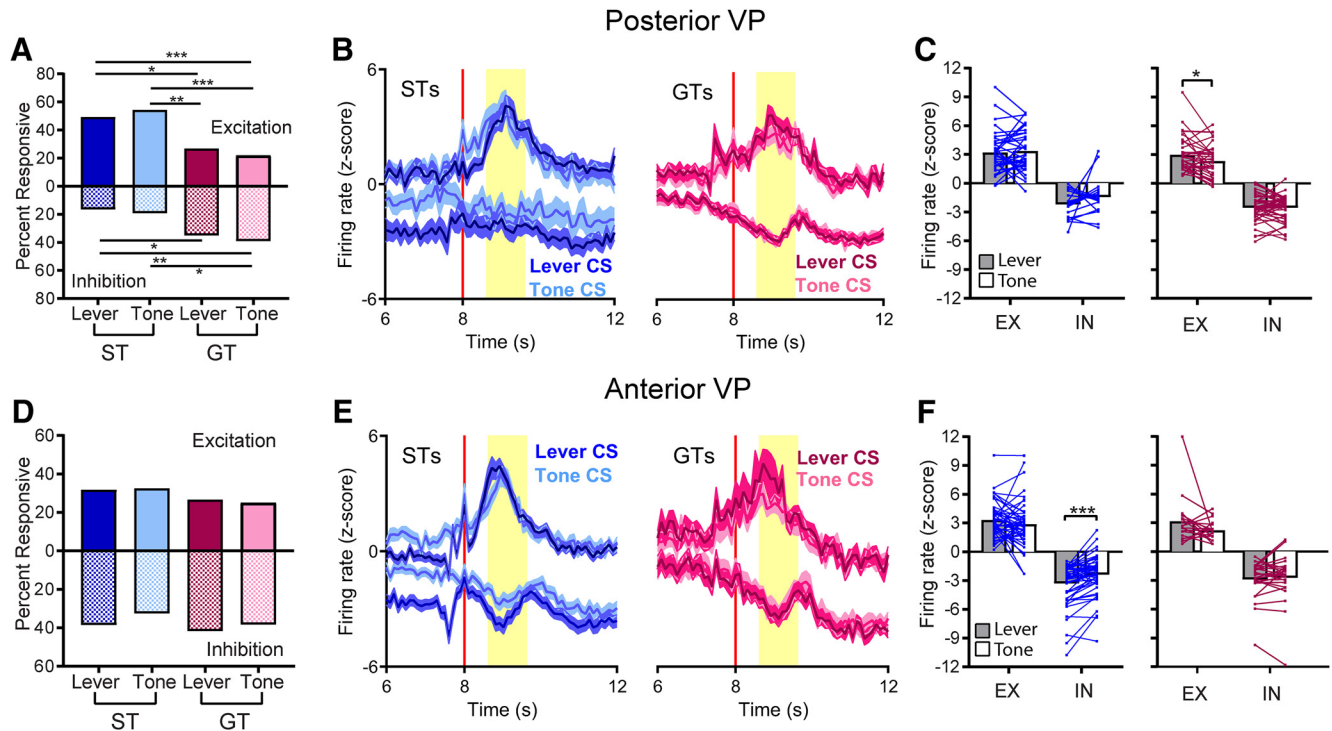 Posterior VP
A
B
C
***
*
***
**
80
60
40
20
0
20
40
60
80
Percent Responsive
Excitation
*
**
*
Inhibition
Lever Tone Lever Tone
ST GT
6
0
-6
Firing rate (z-score)
STs
Lever CS
Tone CS
6 8 12
Time (s)
GTs
Lever CS
Tone CS
6 8 12
Time (s)
12
9
6
3
0
-3
-6
-9
-12
Firing rate (z-score)
Lever
Tone
EX IN
*
EX IN
Anterior VP
D
E
F
60
40
20
0
20
40
60
Percent Responsive
Excitation
Inhibition
Lever Tone Lever Tone
ST GT
6
0
-6
Firing rate (z-score)
STs
Lever CS
Tone CS
6 8 12
Time (s)
GTs
Lever CS
Tone CS
6 8 12
Time (s)
12
9
6
3
0
-3
-6
-9
-12
Firing rate (z-score)
***
Lever
Tone
EX IN
EX IN